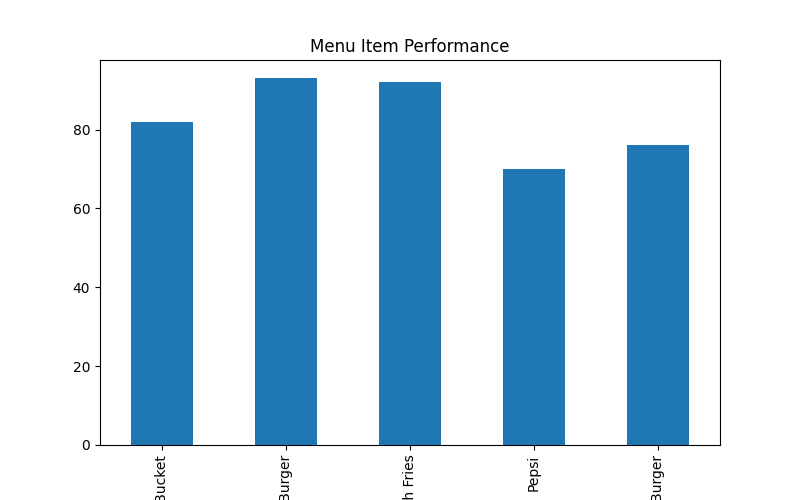 Menu Item Performance
80
60
40
20
0
Bucket
Burger
h Fries
Pepsi
Burger